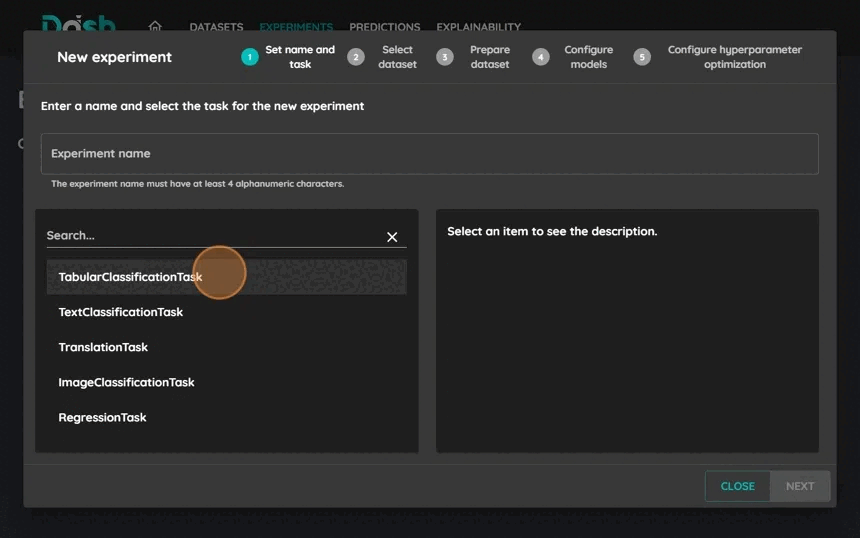 Dash
DATASETS EXPERIMENTS PREDICTIONS EXPLAINABILITY
New experiment
1 Set name and task
2 Select dataset
3 Prepare dataset
4 Configure models
5 Configure hyperparameter optimization
Enter a name and select the task for the new experiment
Experiment name
The experiment name must have at least 4 alphanumeric characters.
Search...
TabularClassificationTask
TextClassificationTask
TranslationTask
ImageClassificationTask
RegressionTask
Select an item to see the description.
CLOSE NEXT